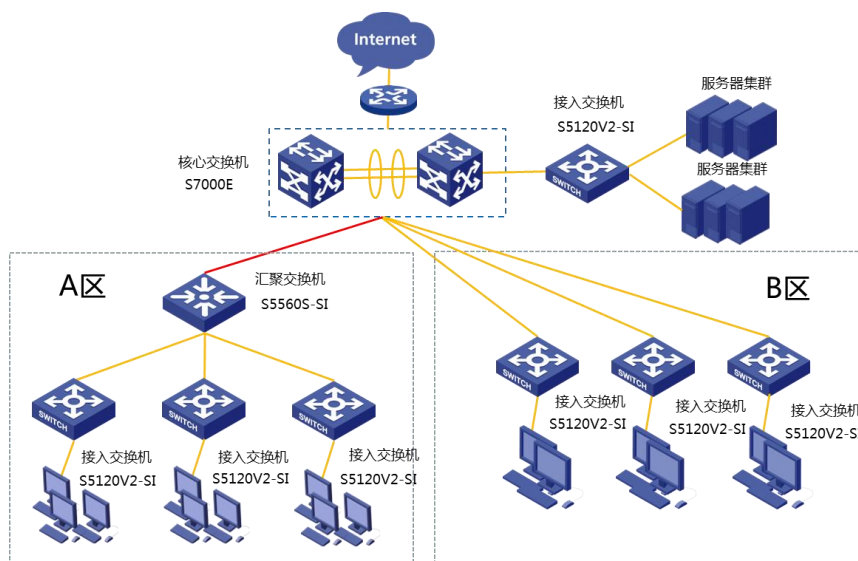 Internet
服务器集群
接入交换机
S5120V2-SI
核心交换机
S7000E
服务器集群
SWITCH
A区
汇聚交换机
S5560S-SI
B区
SWITCH
SWITCH
SWITCH
SWITCH
SWITCH
SWITCH
接入交换机
S5120V2-SI
接入交换机
S5120V2-SI
接入交换机
S5120V2-SI
接入交换机
S5120V2-SI
接入交换机
S5120V2-SI
接入交换机
S5120V2-SI